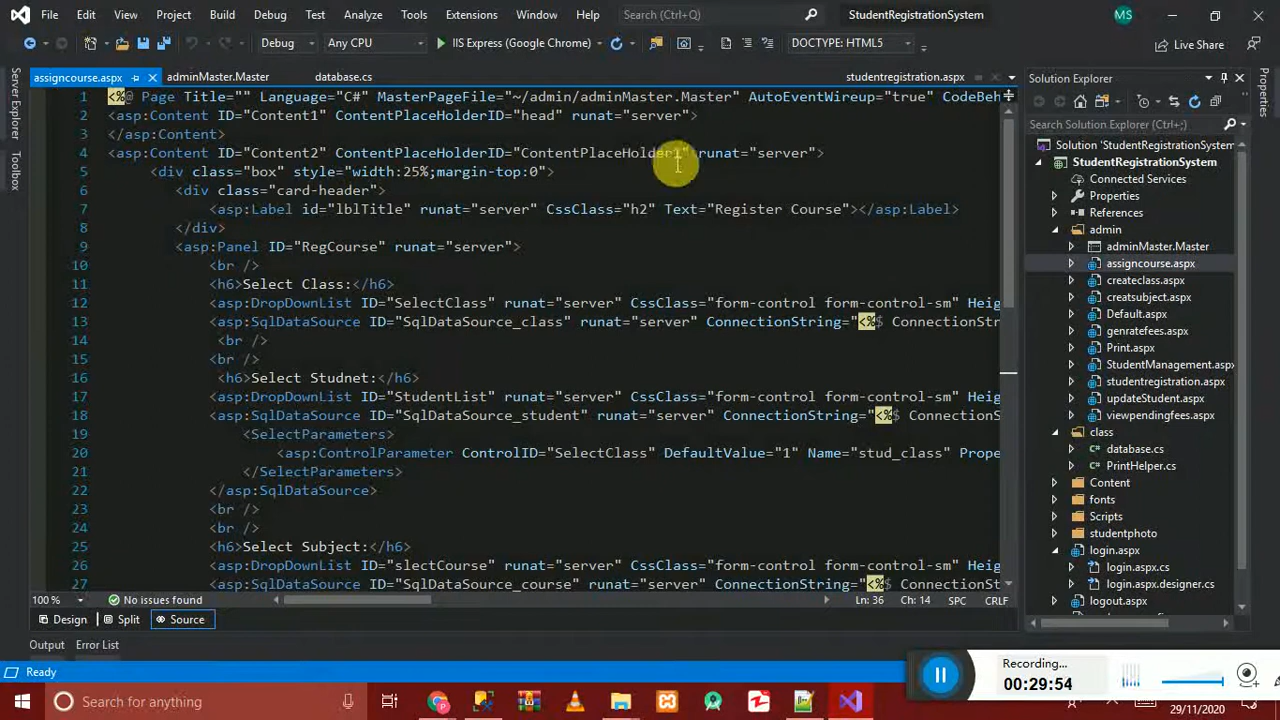 File Edit View Project Build Debug Test Analyze Tools Extensions Window Help Search (Ctrl+Q) StudentRegistrationSystem MS
Debug Any CPU IIS Express (Google Chrome) DOCTYPE: HTML5 Live Share
assigncourse.aspx adminMaster.Master database.cs studentregistration.aspx
Server Explorer
Toolbox
1 <%@ Page Title="" Language="C#" MasterPageFile="~/admin/adminMaster.Master" AutoEventWireup="true" CodeBeh
2 <asp:Content ID="Content1" ContentPlaceHolderID="head" runat="server">
3 </asp:Content>
4 <asp:Content ID="Content2" ContentPlaceHolderID="ContentPlaceHolder1" runat="server">
5 <div class="box" style="width:25%;margin-top:0">
6 <div class="card-header">
7 <asp:Label id="lblTitle" runat="server" CssClass="h2" Text="Register Course"></asp:Label>
8 </div>
9 <asp:Panel ID="RegCourse" runat="server">
10 <br />
11 <h6>Select Class:</h6>
12 <asp:DropDownList ID="SelectClass" runat="server" CssClass="form-control form-control-sm" Heig
13 <asp:SqlDataSource ID="SqlDataSource_class" runat="server" ConnectionString="<%$ ConnectionStr
14 <br />
15 <br />
16 <h6>Select Studnet:</h6>
17 <asp:DropDownList ID="StudentList" runat="server" CssClass="form-control form-control-sm" Heig
18 <asp:SqlDataSource ID="SqlDataSource_student" runat="server" ConnectionString="<%$ ConnectionS
19 <SelectParameters>
20 <asp:ControlParameter ControlID="SelectClass" DefaultValue="1" Name="stud_class" Prope
21 </SelectParameters>
22 </asp:SqlDataSource>
23 <br />
24 <br />
25 <h6>Select Subject:</h6>
26 <asp:DropDownList ID="slectCourse" runat="server" CssClass="form-control form-control-sm" Heig
27 <asp:SqlDataSource ID="SqlDataSource_course" runat="server" ConnectionString="<%$ ConnectionSt
100 % No issues found Ln: 36 Ch: 14 SPC CRLF
Design Split Source
Output Error List
Ready
Solution Explorer
Search Solution Explorer (Ctrl+;)
Solution 'StudentRegistrationSystem'
StudentRegistrationSystem
Connected Services
Properties
References
admin
adminMaster.Master
assigncourse.aspx
createclass.aspx
creatsubject.aspx
Default.aspx
genratefees.aspx
Print.aspx
StudentManagement.aspx
studentregistration.aspx
updateStudent.aspx
viewpendingfees.aspx
class
database.cs
PrintHelper.cs
Content
fonts
Scripts
studentphoto
login.aspx
login.aspx.cs
login.aspx.designer.cs
logout.aspx
Properties
Recording...
00:29:54
Search for anything
29/11/2020